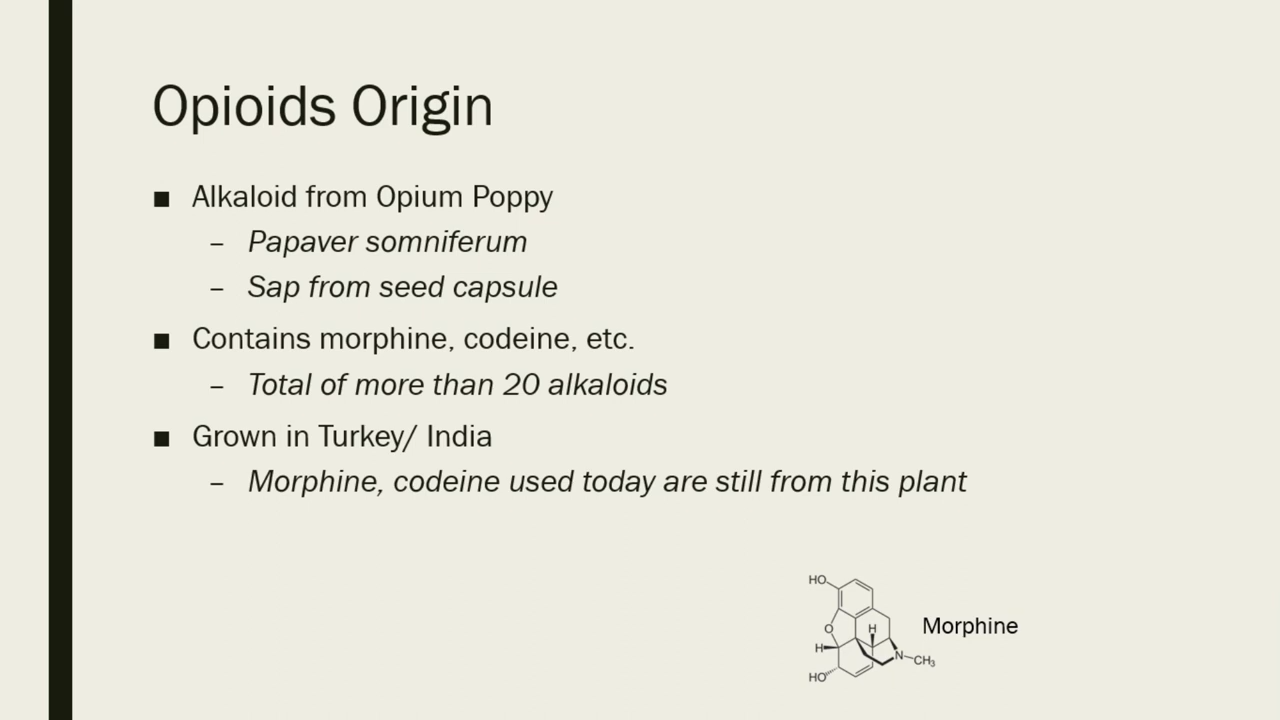 Opioids Origin
■ Alkaloid from Opium Poppy
– Papaver somniferum
– Sap from seed capsule
■ Contains morphine, codeine, etc.
– Total of more than 20 alkaloids
■ Grown in Turkey/ India
– Morphine, codeine used today are still from this plant
HO
O
H
H
N
CH₃
HO
Morphine